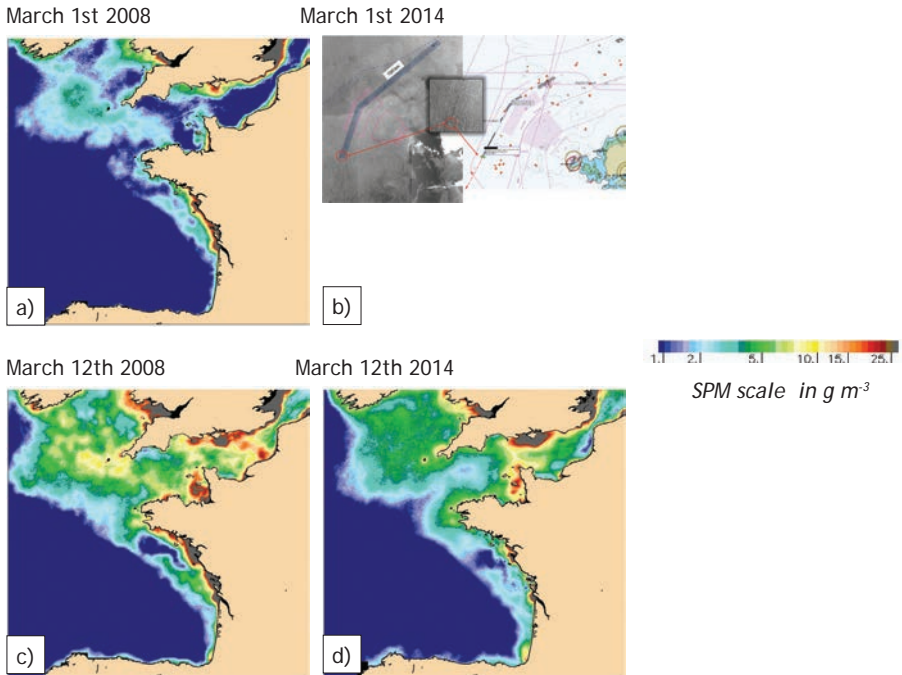 March 1st 2008
March 1st 2014
a)
b)
March 12th 2008
March 12th 2014
1. 2. 5. 10. 15. 25.
SPM scale in g m-3
c)
d)